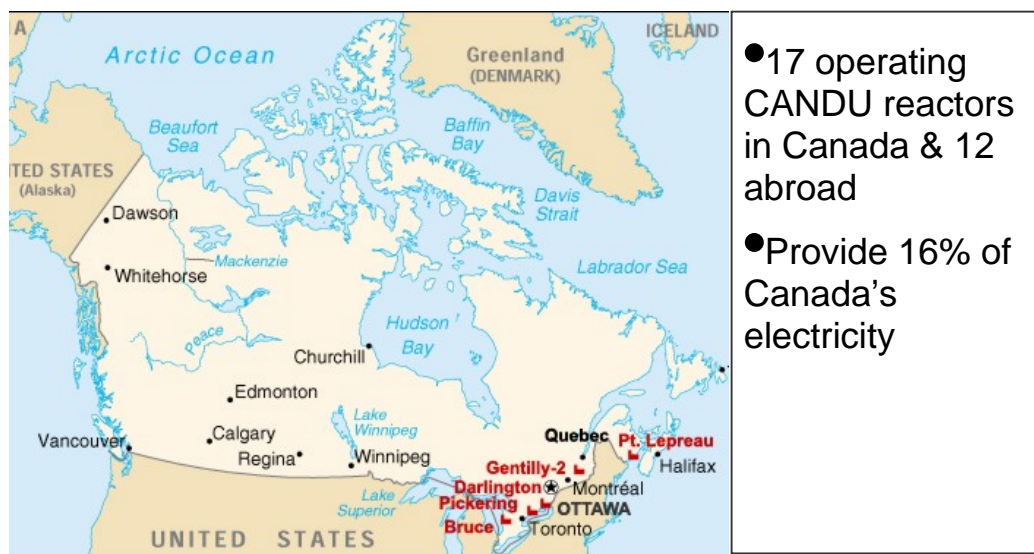 A
ICELAND
Arctic Ocean
Greenland
(DENMARK)
Beaufort
Sea
Baffin
Bay
ITED STATES
(Alaska)
Davis
Strait
Dawson
Mackenzie
Whitehorse
Labrador Sea
Hudson
Bay
Peace
Churchill
Edmonton
Lake
Winnipeg
Calgary
Vancouver
Regina
Winnipeg
Quebec
Pt. Lepreau
Halifax
Gentilly-2
Darlington
Montréal
Pickering
OTTAWA
Lake
Superior
Bruce
Toronto
UNITED STATES
●17 operating
CANDU reactors
in Canada & 12
abroad
●Provide 16% of
Canada’s
electricity